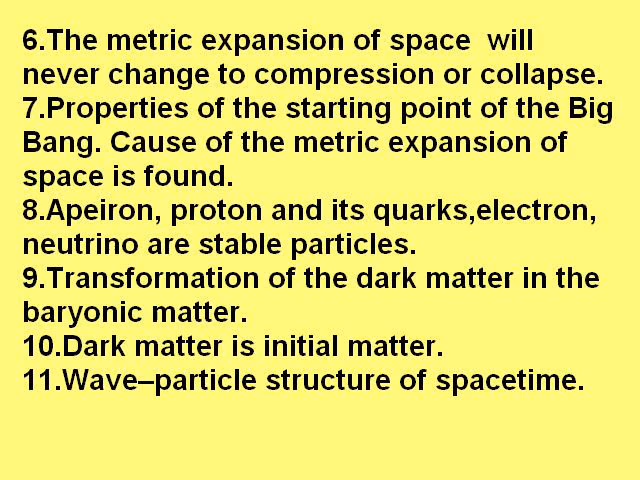 6.The metric expansion of space  will
never change to compression or collapse.
7.Properties of the starting point of the Big
Bang. Cause of the metric expansion of
space is found.
8.Apeiron, proton and its quarks,electron,
neutrino are stable particles.
9.Transformation of the dark matter in the
baryonic matter.
10.Dark matter is initial matter.
11.Wave–particle structure of spacetime.